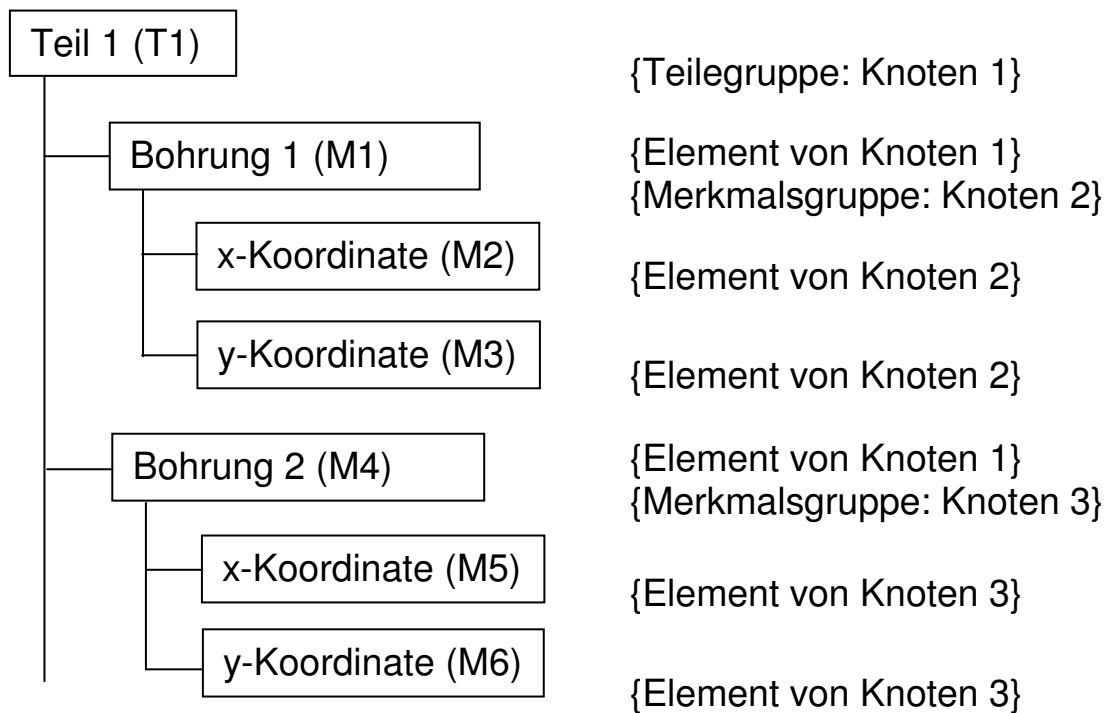 Teil 1 (T1)
{Teilegruppe: Knoten 1}
Bohrung 1 (M1)
{Element von Knoten 1}
{Merkmalsgruppe: Knoten 2}
x-Koordinate (M2)
{Element von Knoten 2}
y-Koordinate (M3)
{Element von Knoten 2}
Bohrung 2 (M4)
{Element von Knoten 1}
{Merkmalsgruppe: Knoten 3}
x-Koordinate (M5)
{Element von Knoten 3}
y-Koordinate (M6)
{Element von Knoten 3}